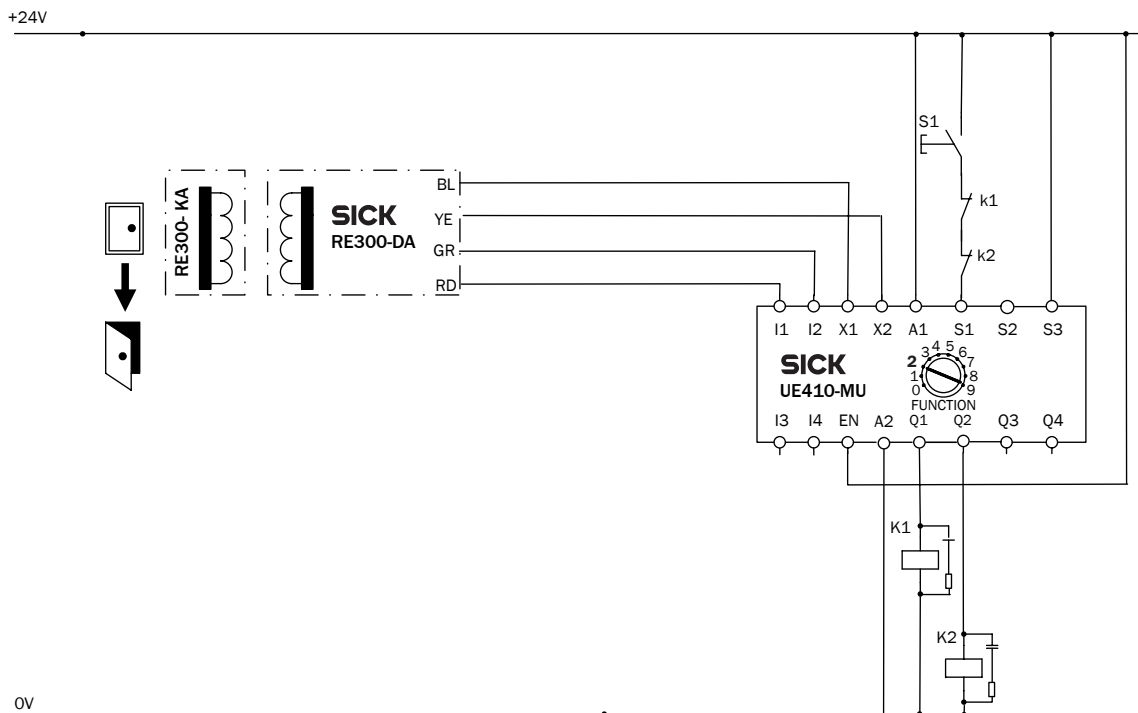 +24V
S1
k1
k2
RE300- KA
SICK
RE300-DA
BL
YE
GR
RD
I1 I2 X1 X2 A1 S1 S2 S3
SICK
UE410-MU
0 1 2 3 4 5 6 7 8 9
FUNCTION
I3 I4 EN A2 Q1 Q2 Q3 Q4
K1
K2
0V